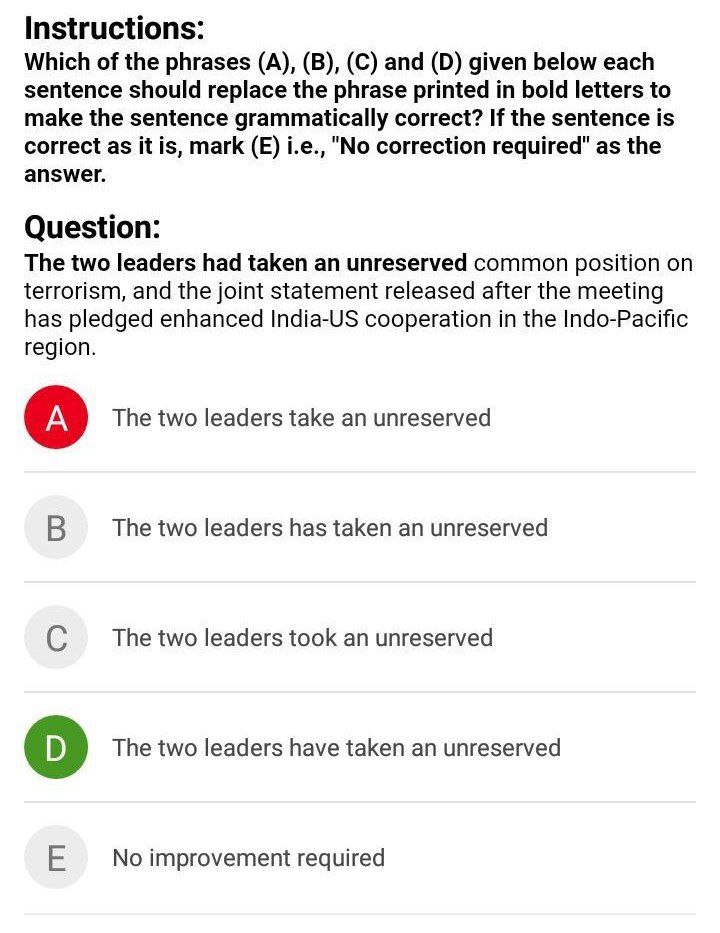 Instructions:
Which of the phrases (A), (B), (C) and (D) given below each
sentence should replace the phrase printed in bold letters to
make the sentence grammatically correct? If the sentence is
correct as it is, mark (E) i.e., "No correction required" as the
answer.
Question:
The two leaders had taken an unreserved common position on
terrorism, and the joint statement released after the meeting
has pledged enhanced India-US cooperation in the Indo-Pacific
region.
A The two leaders take an unreserved
B The two leaders has taken an unreserved
C The two leaders took an unreserved
D The two leaders have taken an unreserved
E No improvement required